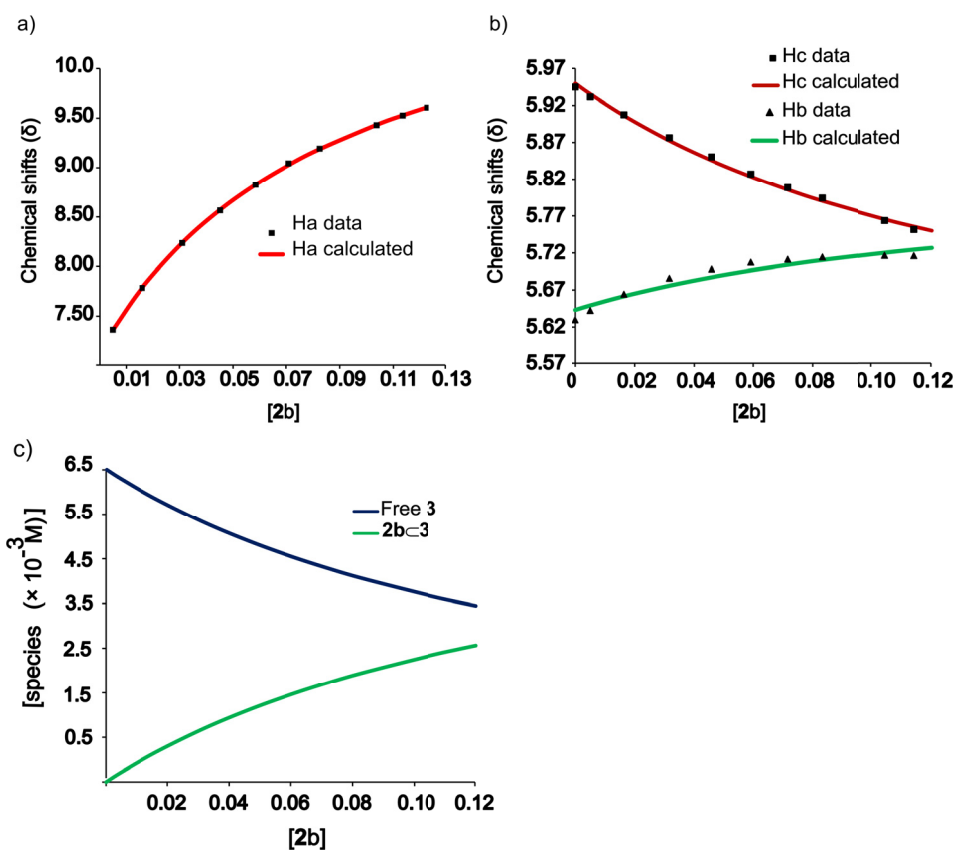 a)
10.0
9.50
9.00
8.50
8.00
7.50
Chemical shifts (δ)
Ha data
Ha calculated
0.01 0.03 0.05 0.07 0.09 0.11 0.13
[2b]
b)
5.97
5.92
5.87
5.82
5.77
5.72
5.67
5.62
5.57
Chemical shifts (δ)
Hc data
Hc calculated
Hb data
Hb calculated
0 0.02 0.04 0.06 0.08 0.10 0.12
[2b]
c)
6.5
5.5
4.5
3.5
2.5
1.5
0.5
[species (× 10⁻³M)]
Free 3
2b⊂3
0.02 0.04 0.06 0.08 0.10 0.12
[2b]